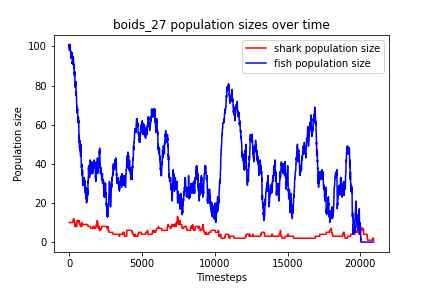 boids_27 population sizes over time
shark population size
fish population size
Population size
100
80
60
40
20
0
0
5000
10000
15000
20000
Timesteps